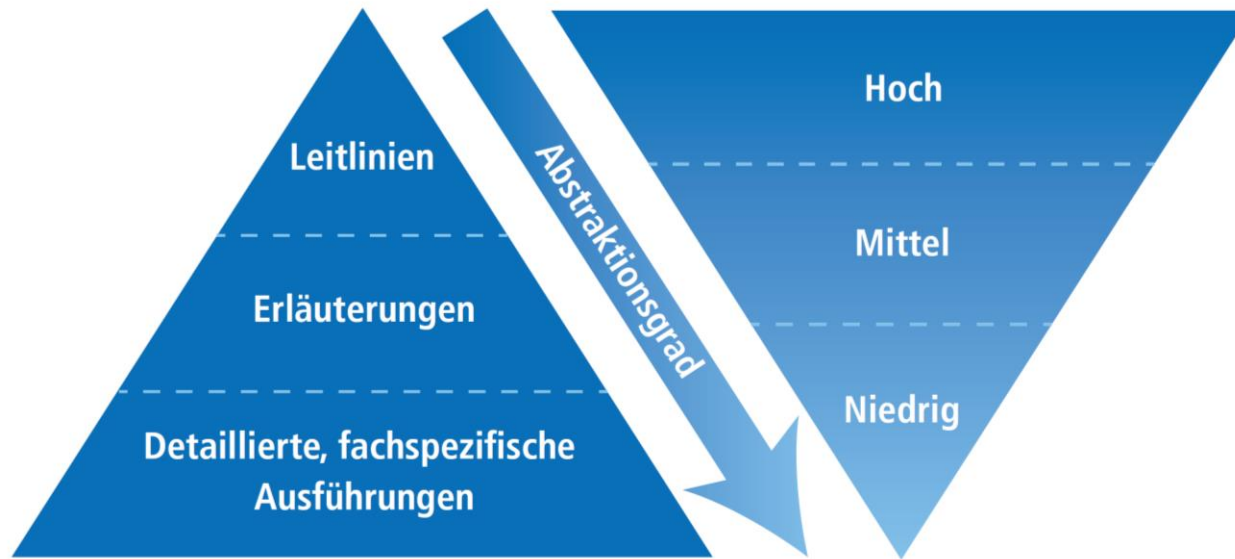 Leitlinien
Erläuterungen
Detaillierte, fachspezifische
Ausführungen
Abstraktionsgrad
Hoch
Mittel
Niedrig